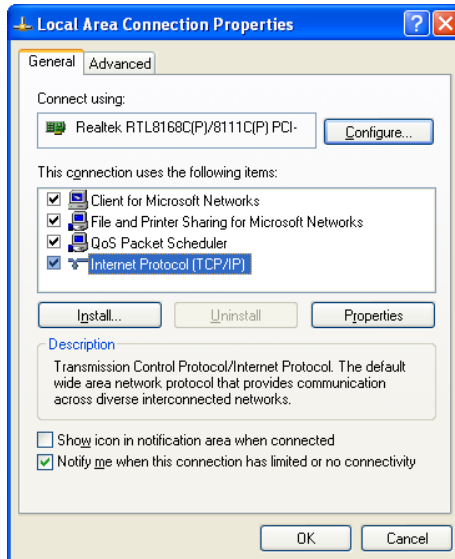 Local Area Connection Properties
General
Advanced
Connect using:
Realtek RTL8168C(P)/8111C(P) PCI-
Configure...
This connection uses the following items:
Client for Microsoft Networks
File and Printer Sharing for Microsoft Networks
QoS Packet Scheduler
Internet Protocol (TCP/IP)
Install...
Uninstall
Properties
Description
Transmission Control Protocol/Internet Protocol. The default
wide area network protocol that provides communication
across diverse interconnected networks.
Show icon in notification area when connected
Notify me when this connection has limited or no connectivity
OK
Cancel